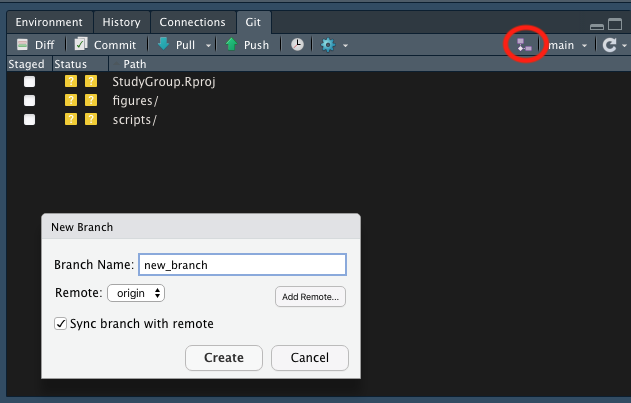 Environment History Connections Git
Diff Commit Pull Push main
Staged Status Path
? ? StudyGroup.Rproj
? ? figures/
? ? scripts/
New Branch
Branch Name: new_branch
Remote: origin Add Remote...
Sync branch with remote
Create Cancel